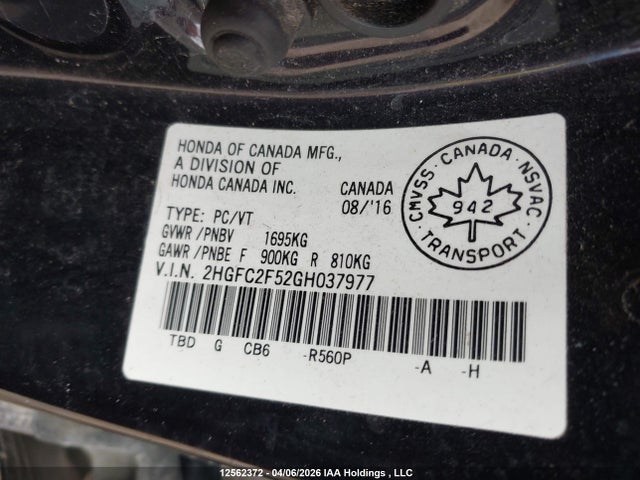 HONDA OF CANADA MFG.,
A DIVISION OF
HONDA CANADA INC.
CANADA
08/'16
TYPE: PC/VT
GVWR/PNBV 1695KG
GAWR/PNBE F 900KG R 810KG
V.I.N. 2HGFC2F52GH037977
TBD G CB6 -R560P -A -H
CMVSS · CANADA · NSVAC
942
TRANSPORT
12562372 - 04/06/2026 IAA Holdings , LLC